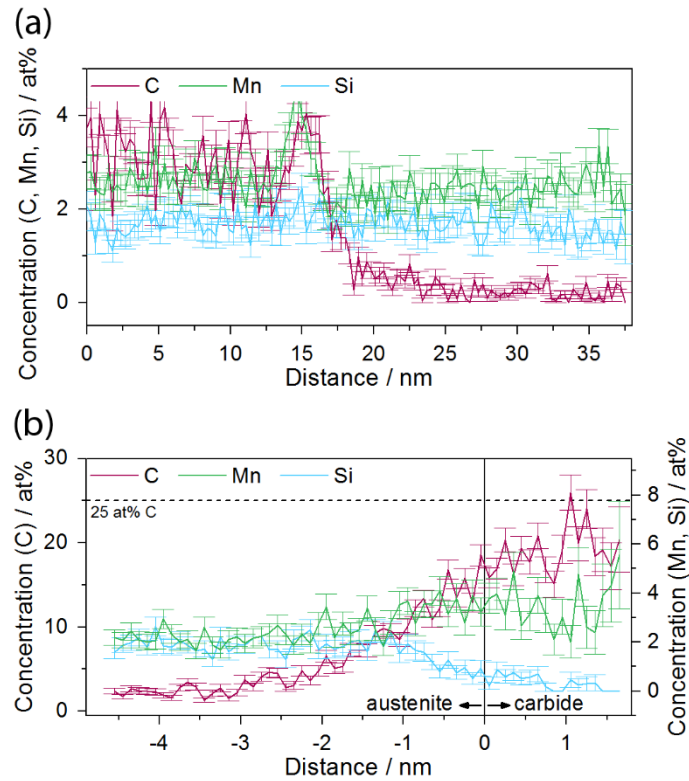 (a)
C Mn Si
Concentration (C, Mn, Si) / at%
4
2
0
0 5 10 15 20 25 30 35
Distance / nm
(b)
C Mn Si
Concentration (C) / at%
30
20
10
0
25 at% C
8
6
4
2
0
Concentration (Mn, Si) / at%
austenite carbide
-4 -3 -2 -1 0 1
Distance / nm